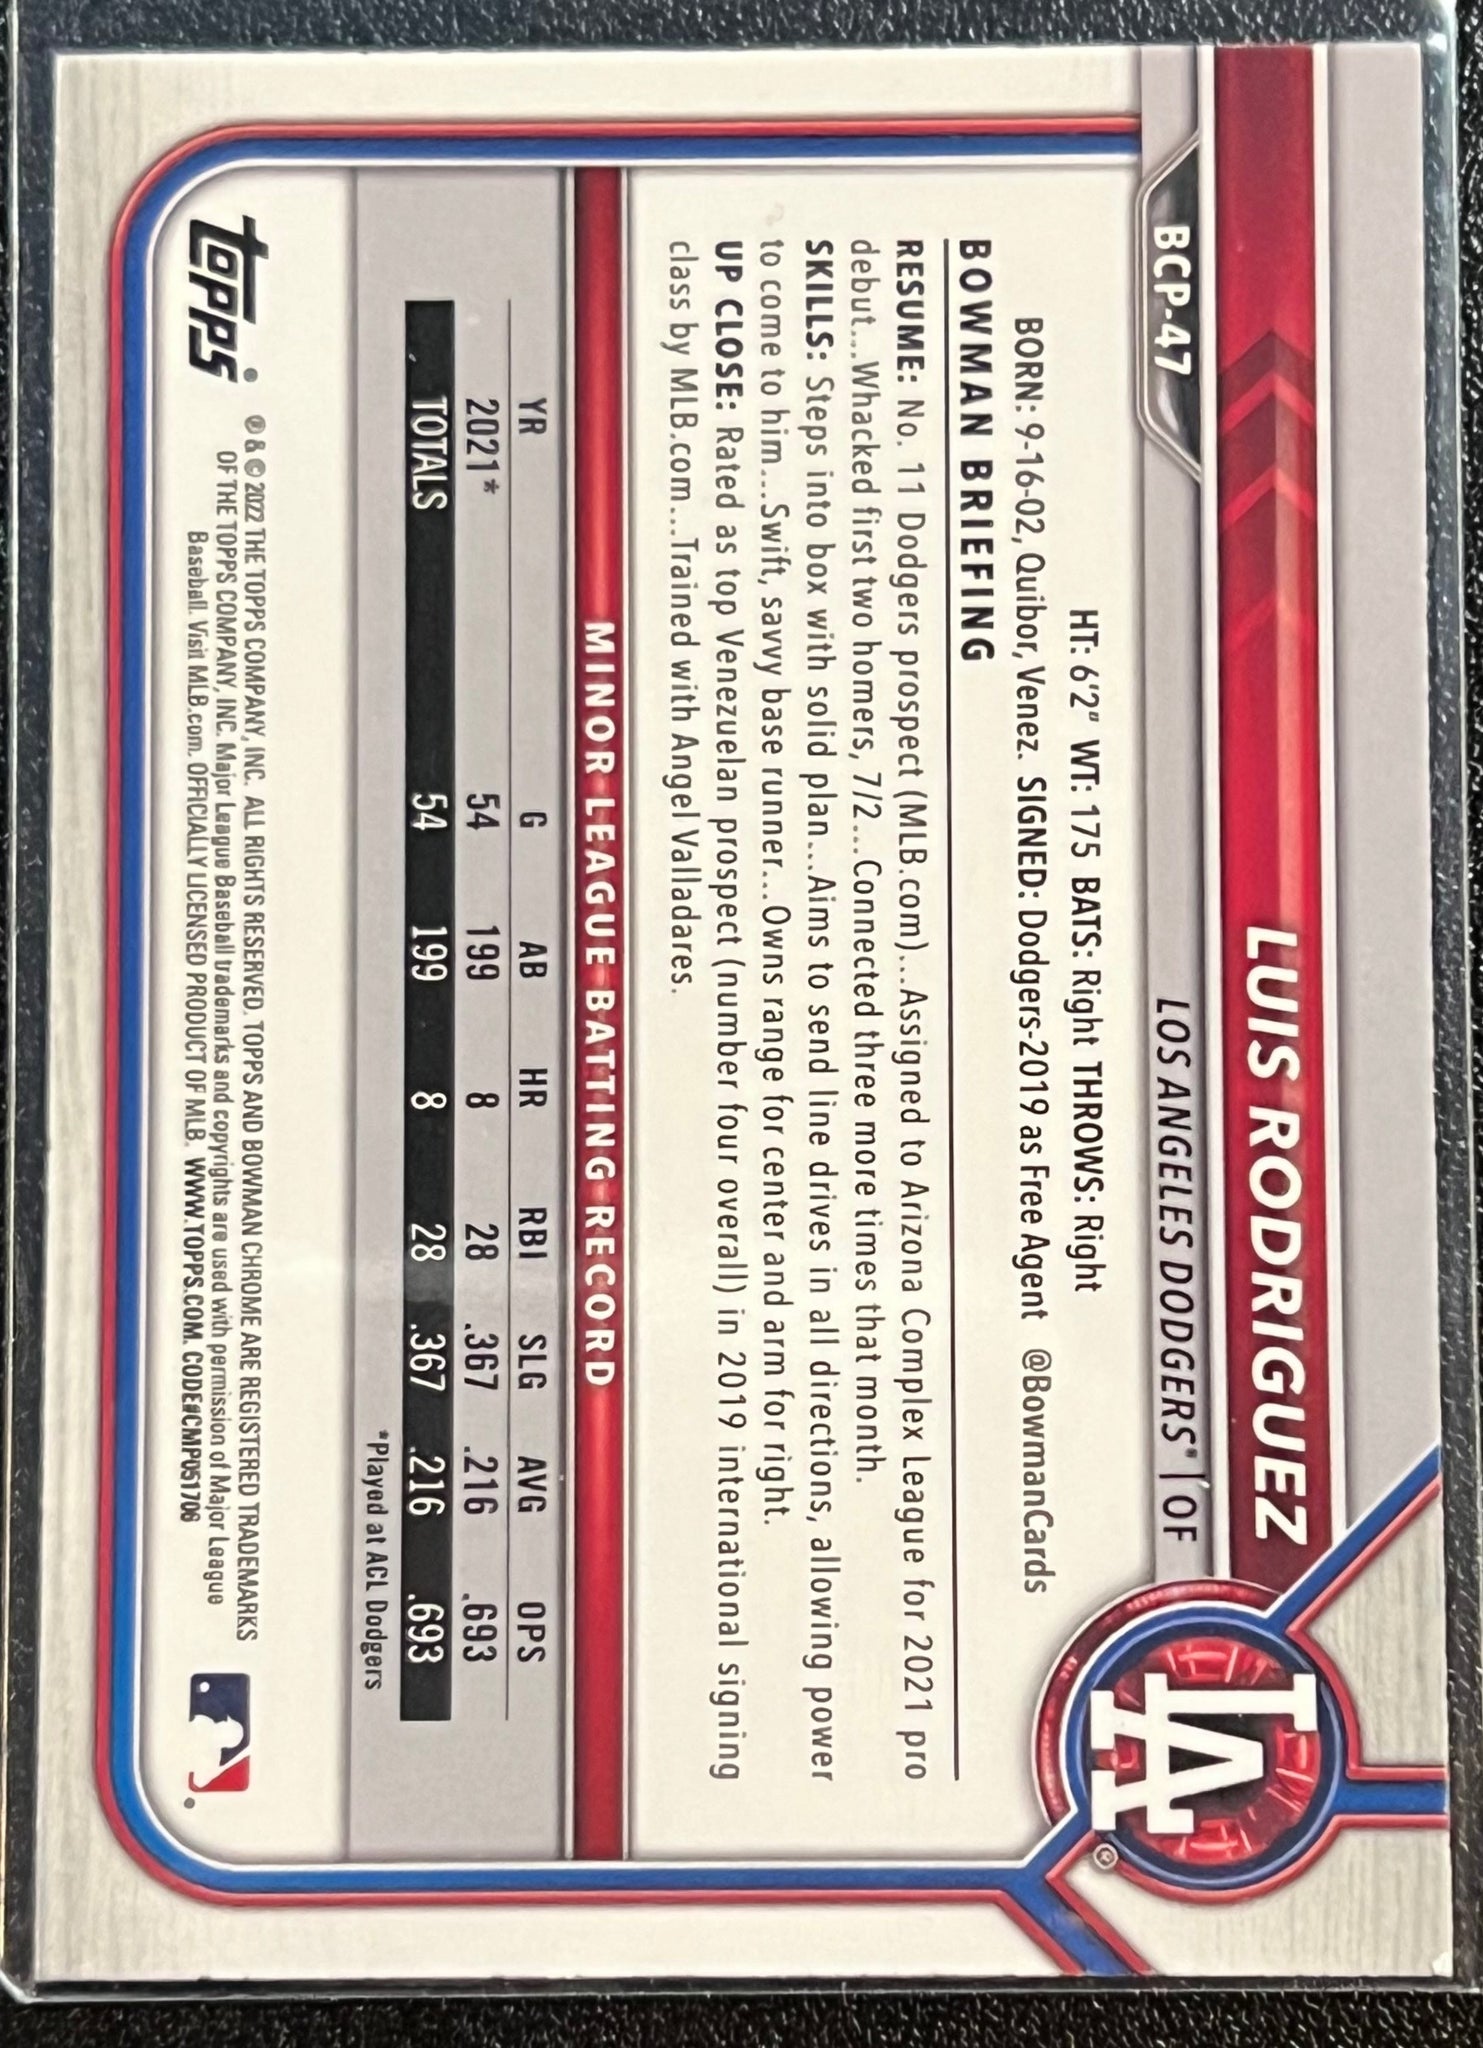 BCP-47
LUIS RODRIGUEZ
LOS ANGELES DODGERS® | OF
LA®
HT: 6'2" WT: 175 BATS: Right THROWS: Right
BORN: 9-16-02, Quibor, Venez. SIGNED: Dodgers-2019 as Free Agent @BowmanCards
BOWMAN BRIEFING
RESUME: No. 11 Dodgers prospect (MLB.com)...Assigned to Arizona Complex League for 2021 pro
debut...Whacked first two homers, 7/2...Connected three more times that month.
SKILLS: Steps into box with solid plan...Aims to send line drives in all directions, allowing power
to come to him...Swift, savvy base runner...Owns range for center and arm for right.
UP CLOSE: Rated as top Venezuelan prospect (number four overall) in 2019 international signing
class by MLB.com...Trained with Angel Valladares.
MINOR LEAGUE BATTING RECORD
YR G AB HR RBI SLG AVG OPS
2021* 54 199 8 28 .367 .216 .693
TOTALS 54 199 8 28 .367 .216 .693
*Played at ACL Dodgers
topps®
® & © 2022 THE TOPPS COMPANY, INC. ALL RIGHTS RESERVED. TOPPS AND BOWMAN CHROME ARE REGISTERED TRADEMARKS
OF THE TOPPS COMPANY, INC. Major League Baseball trademarks and copyrights are used with permission of Major League
Baseball. Visit MLB.com. OFFICIALLY LICENSED PRODUCT OF MLB. WWW.TOPPS.COM. CODE#CMP051706